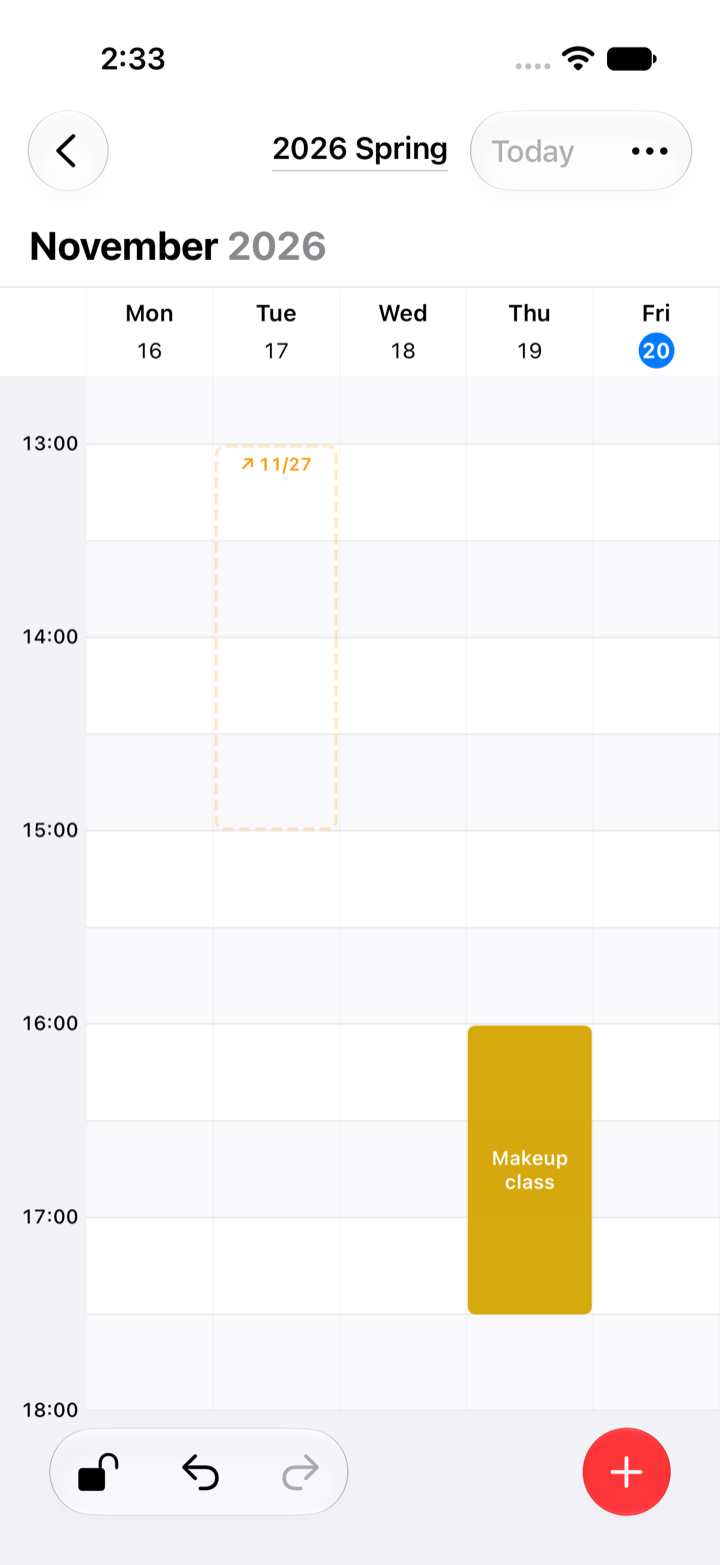 2:33
2026 Spring
Today
November 2026
Mon Tue Wed Thu Fri
16 17 18 19 20
13:00
11/27
14:00
15:00
16:00
Makeup
class
17:00
18:00